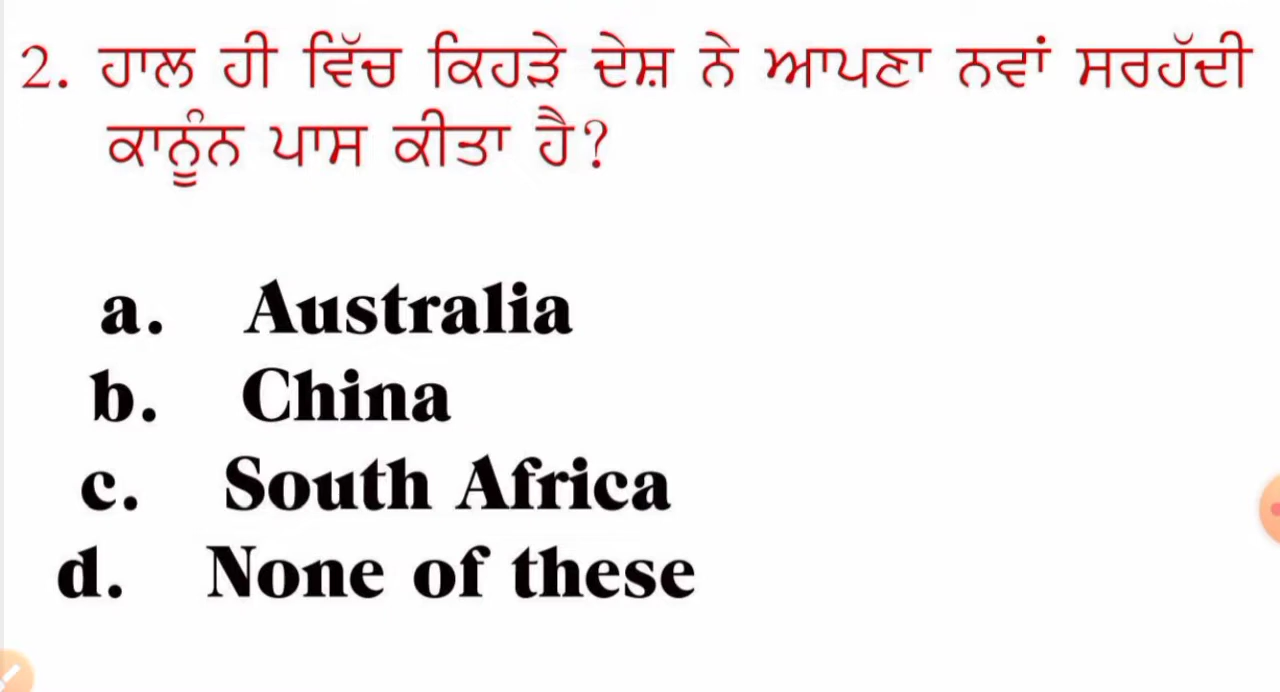 2. ਹਾਲ ਹੀ ਵਿੱਚ ਕਿਹੜੇ ਦੇਸ਼ ਨੇ ਆਪਣਾ ਨਵਾਂ ਸਰਹੱਦੀ
ਕਾਨੂੰਨ ਪਾਸ ਕੀਤਾ ਹੈ?
a. Australia
b. China
c. South Africa
d. None of these